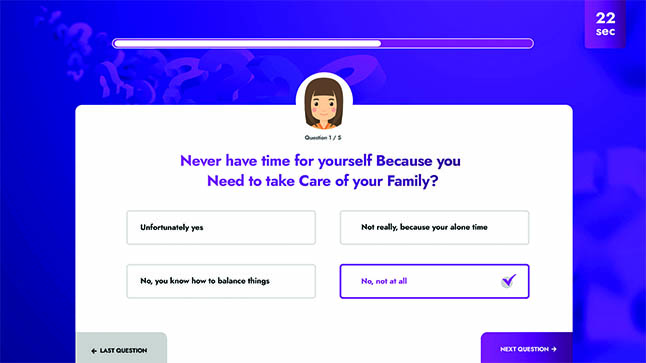 22
sec
Question 1 / 5
Never have time for yourself Because you
Need to take Care of your Family?
Unfortunately yes
Not really, because your alone time
No, you know how to balance things
No, not at all
← LAST QUESTION
NEXT QUESTION →